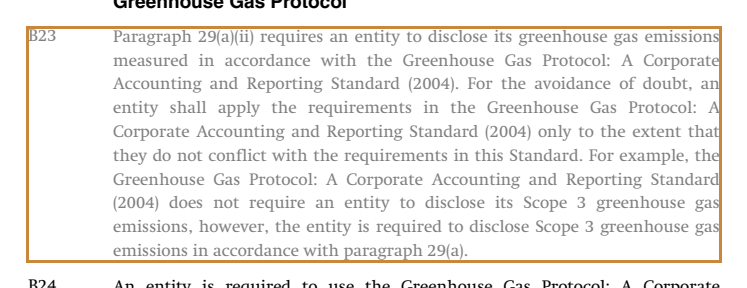 Greenhouse Gas Protocol
B23 Paragraph 29(a)(ii) requires an entity to disclose its greenhouse gas emissions
measured in accordance with the Greenhouse Gas Protocol: A Corporate
Accounting and Reporting Standard (2004). For the avoidance of doubt, an
entity shall apply the requirements in the Greenhouse Gas Protocol: A
Corporate Accounting and Reporting Standard (2004) only to the extent that
they do not conflict with the requirements in this Standard. For example, the
Greenhouse Gas Protocol: A Corporate Accounting and Reporting Standard
(2004) does not require an entity to disclose its Scope 3 greenhouse gas
emissions, however, the entity is required to disclose Scope 3 greenhouse gas
emissions in accordance with paragraph 29(a).
B24 An entity is required to use the Greenhouse Gas Protocol: A Corporate